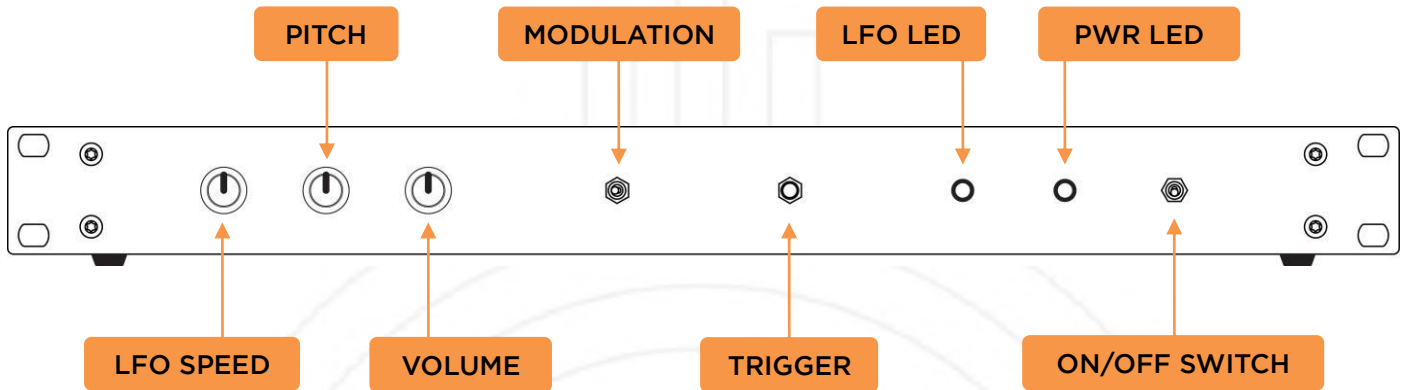 PITCH
MODULATION
LFO LED
PWR LED
LFO SPEED
VOLUME
TRIGGER
ON/OFF SWITCH